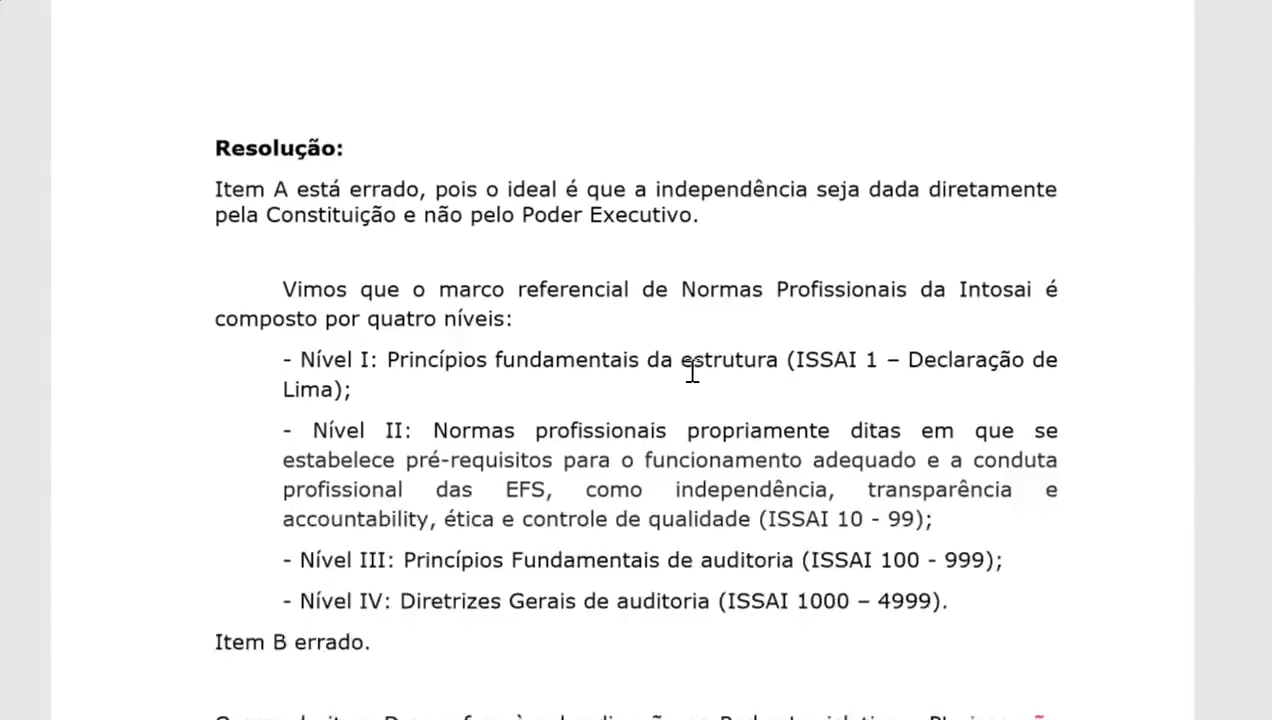 Resolução:
Item A está errado, pois o ideal é que a independência seja dada diretamente
pela Constituição e não pelo Poder Executivo.
Vimos que o marco referencial de Normas Profissionais da Intosai é
composto por quatro níveis:
- Nível I: Princípios fundamentais da estrutura (ISSAI 1 – Declaração de
Lima);
- Nível II: Normas profissionais propriamente ditas em que se
estabelece pré-requisitos para o funcionamento adequado e a conduta
profissional das EFS, como independência, transparência e
accountability, ética e controle de qualidade (ISSAI 10 - 99);
- Nível III: Princípios Fundamentais de auditoria (ISSAI 100 - 999);
- Nível IV: Diretrizes Gerais de auditoria (ISSAI 1000 – 4999).
Item B errado.